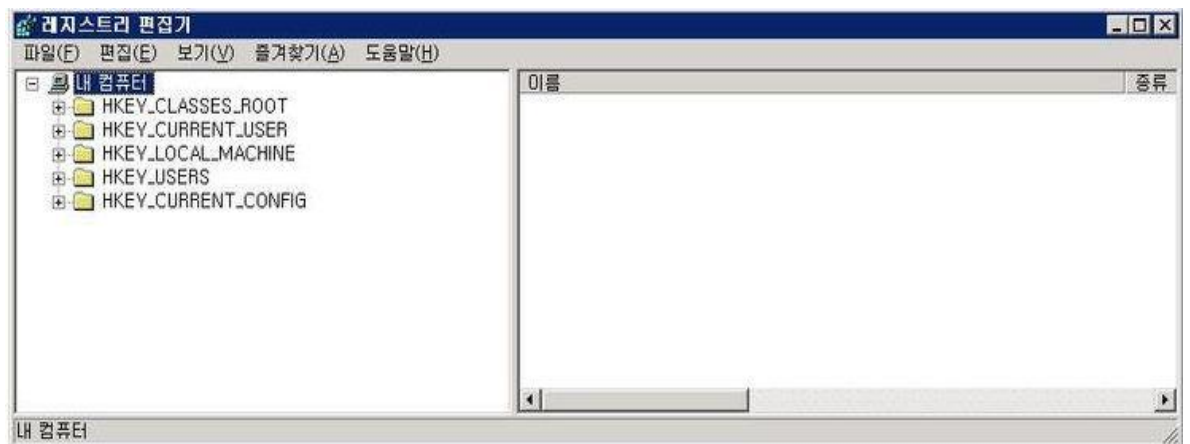 레지스트리 편집기
파일(F) 편집(E) 보기(V) 즐겨찾기(A) 도움말(H)
내 컴퓨터
HKEY_CLASSES_ROOT
HKEY_CURRENT_USER
HKEY_LOCAL_MACHINE
HKEY_USERS
HKEY_CURRENT_CONFIG
이름 종류
내 컴퓨터